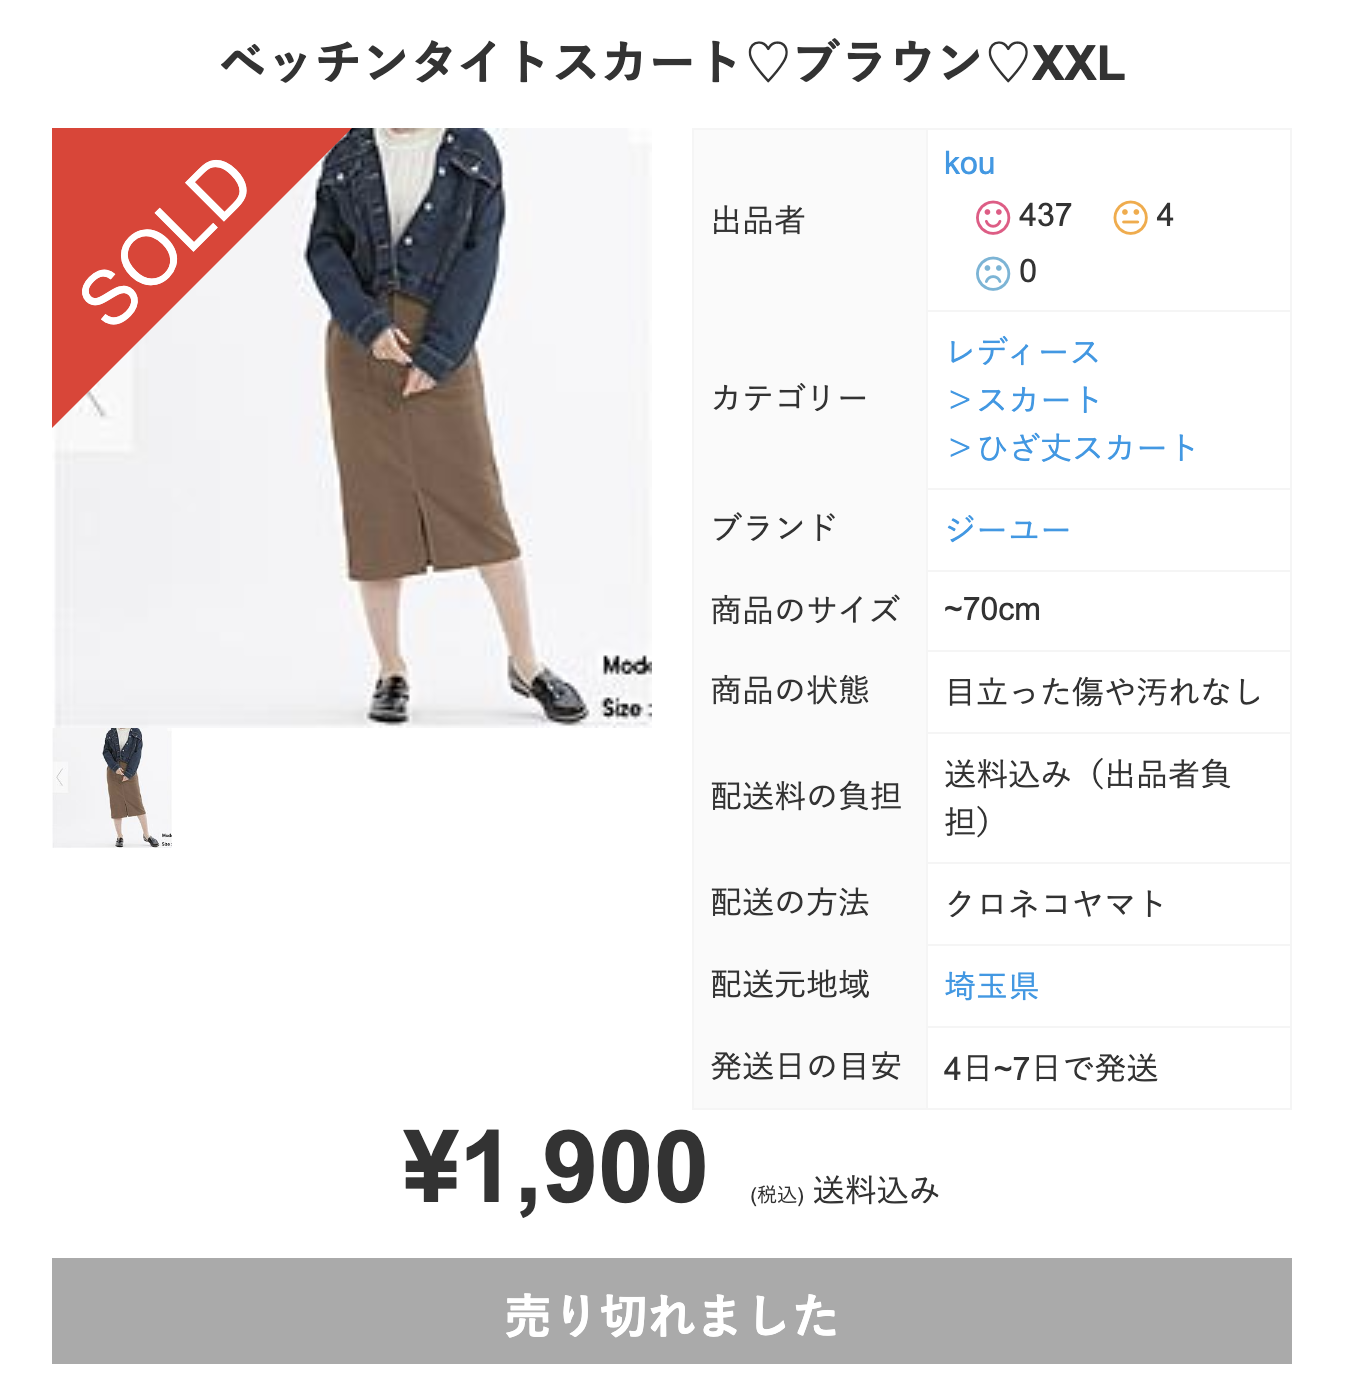 ベッチンタイトスカート♡ブラウン♡XXL
SOLD
Size :
出品者
kou
437
4
0
カテゴリー
レディース
＞スカート
＞ひざ丈スカート
ブランド
ジーユー
商品のサイズ
~70cm
商品の状態
目立った傷や汚れなし
配送料の負担
送料込み（出品者負
担）
配送の方法
クロネコヤマト
配送元地域
埼玉県
発送日の目安
4日~7日で発送
¥1,900 (税込) 送料込み
売り切れました